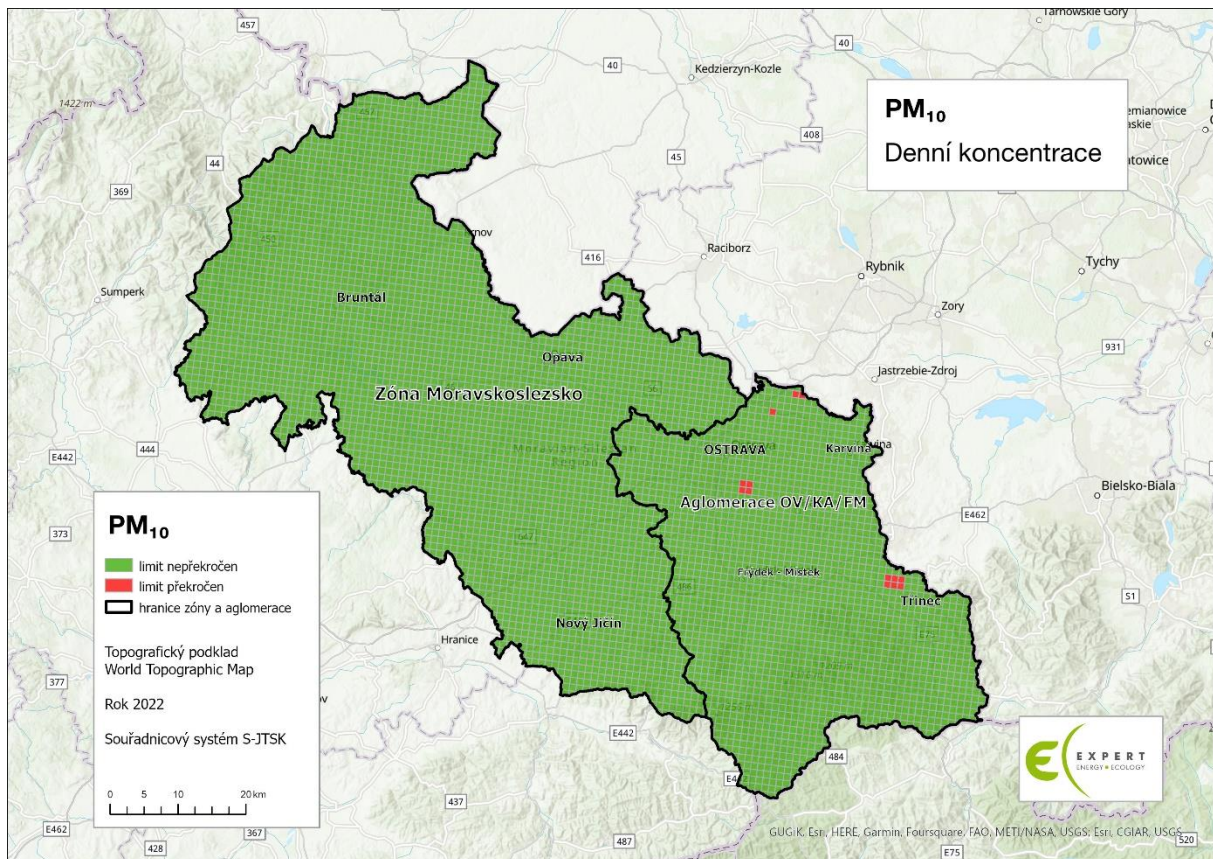 457
Tarnowskie Gory
40
40
Kedzierzyn-Kozle
1422 m
PM₁₀
Denní koncentrace
408
44
45
369
Raciborz
416
Rybnik
Tychy
Sumperk
Bruntál
Zory
Opava
931
Jastrzebie-Zdroj
Zóna Moravskoslezsko
444
E442
OSTRAVA
Karviná
Aglomerace OV/KA/FM
Bielsko-Biala
E462
373
PM₁₀
limit nepřekročen
limit překročen
hranice zóny a aglomerace
Frýdek - Místek
Třinec
S1
Nový Jičín
Hranice
Topografický podklad
World Topographic Map
377
Rok 2022
Souřadnicový systém S-JTSK
E442
484
EXPERT
ENERGY ECOLOGY
0 5 10 20 km
437
E462
367
428
487
GUGiK, Esri, HERE, Garmin, Foursquare, FAO, METI/NASA, USGS; Esri, CGIAR, USGS
520
E75